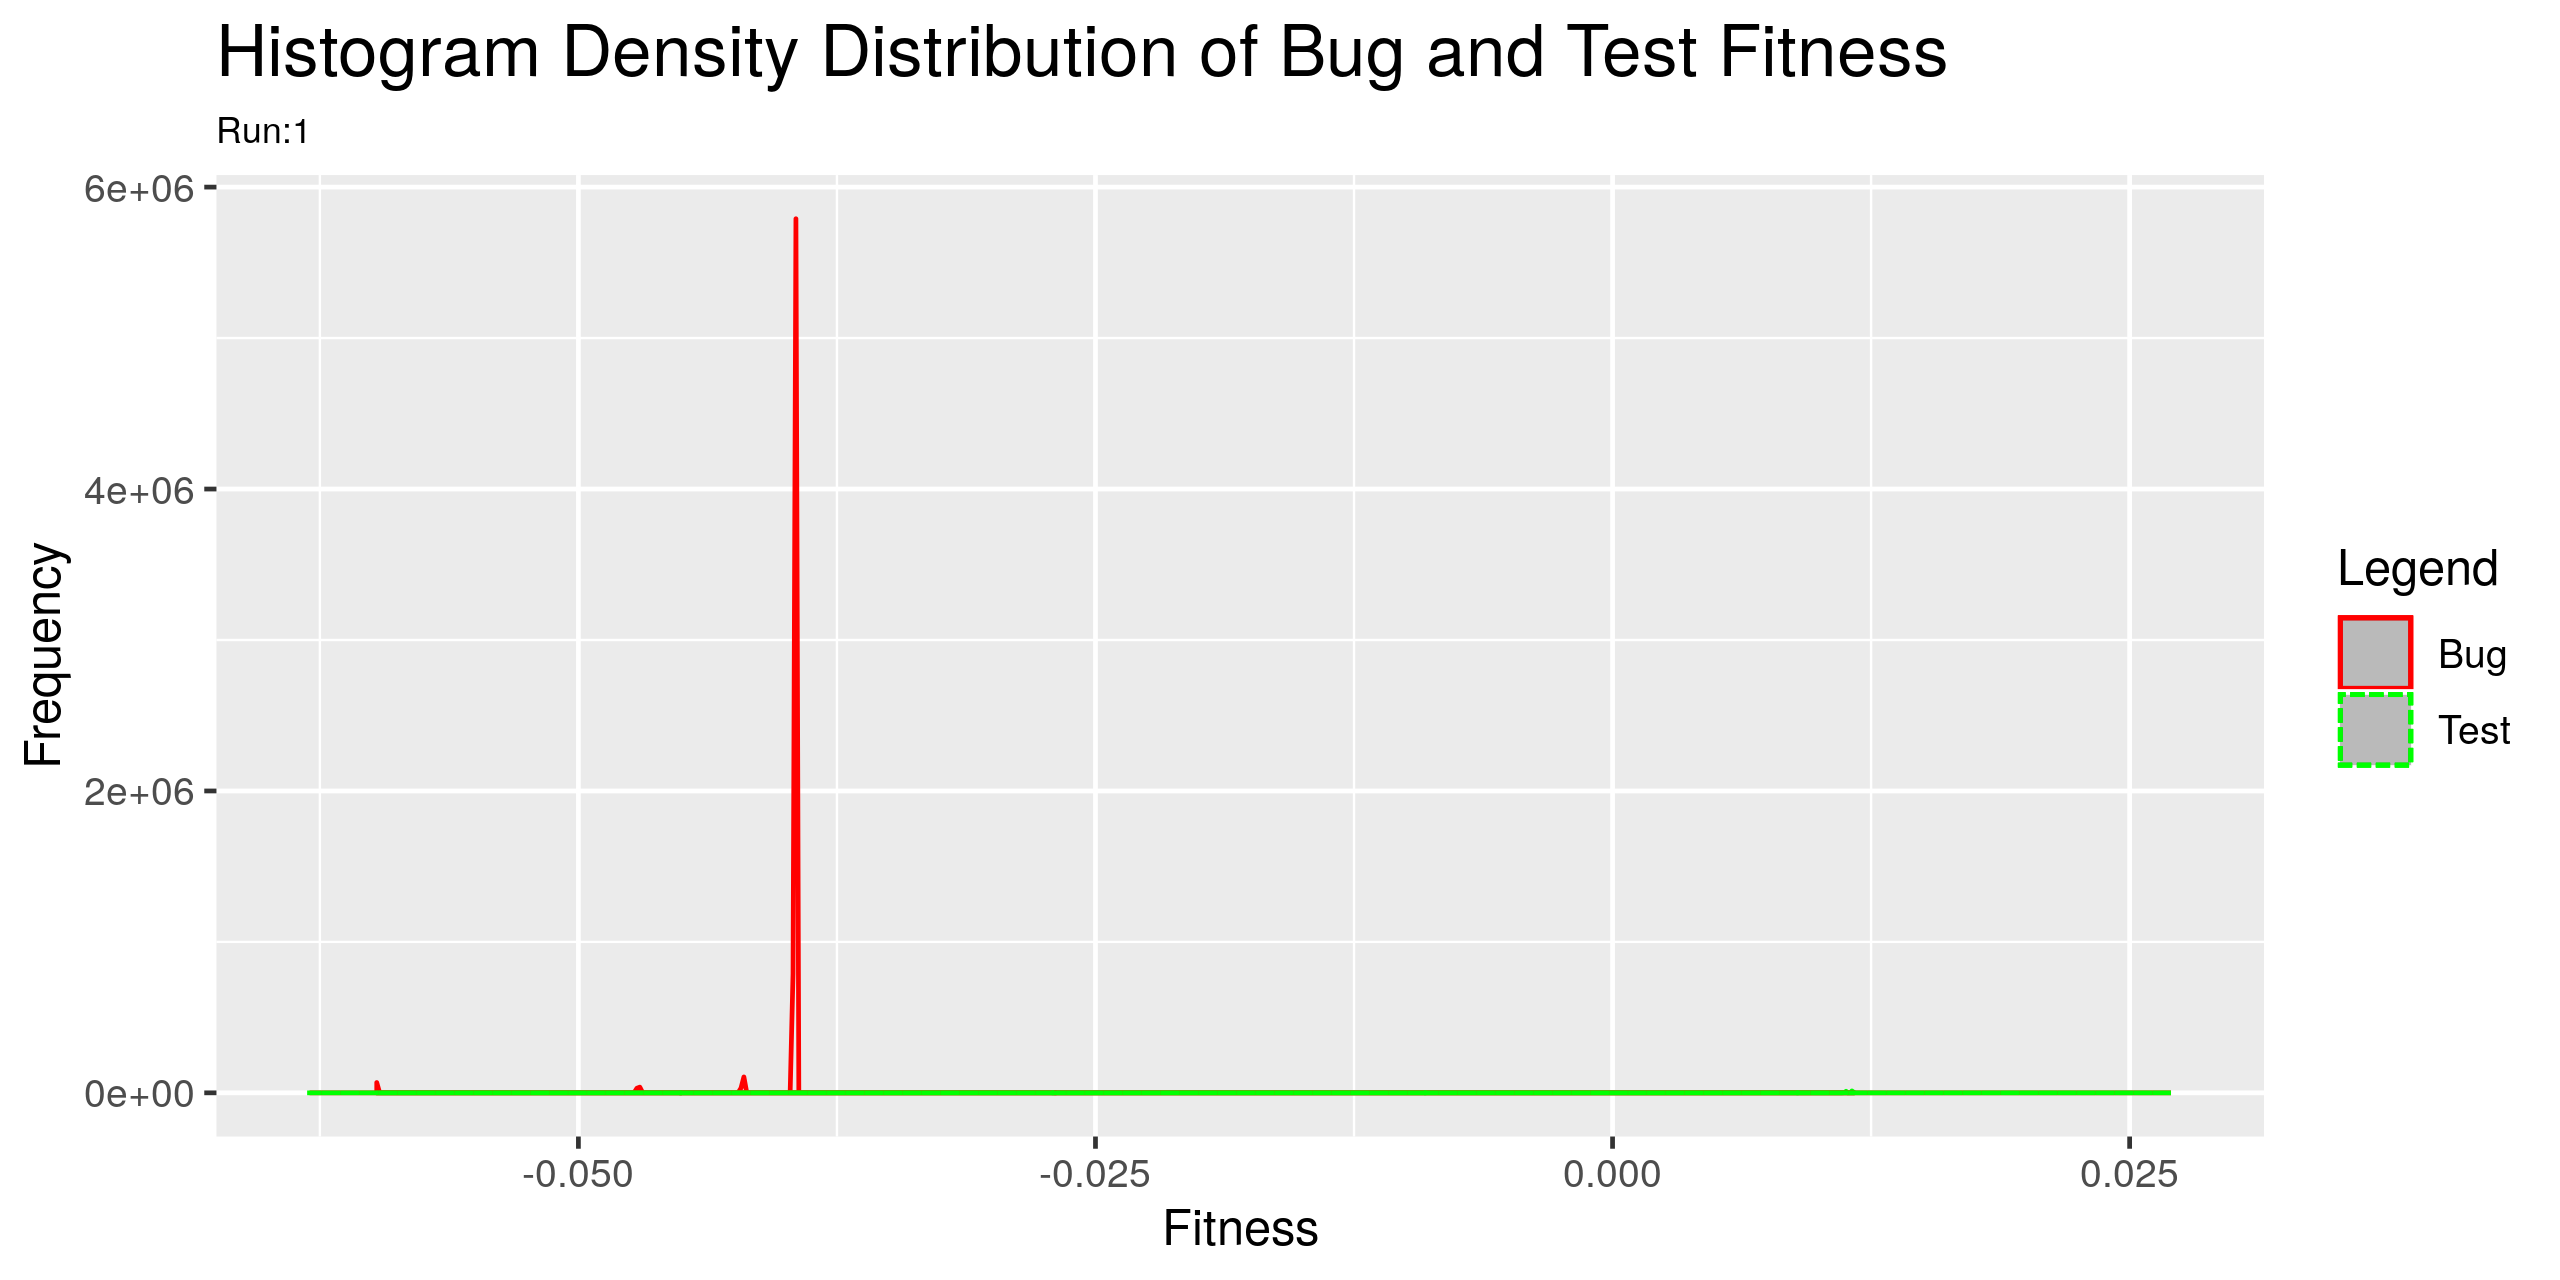 Histogram Density Distribution of Bug and Test Fitness
Run:1
6e+06
4e+06
2e+06
0e+00
Frequency
-0.050
-0.025
0.000
0.025
Fitness
Legend
Bug
Test